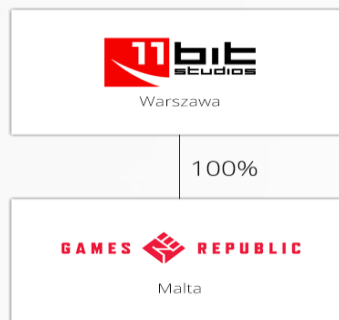 11 bit
studios
Warszawa
100%
GAMES REPUBLIC
Malta